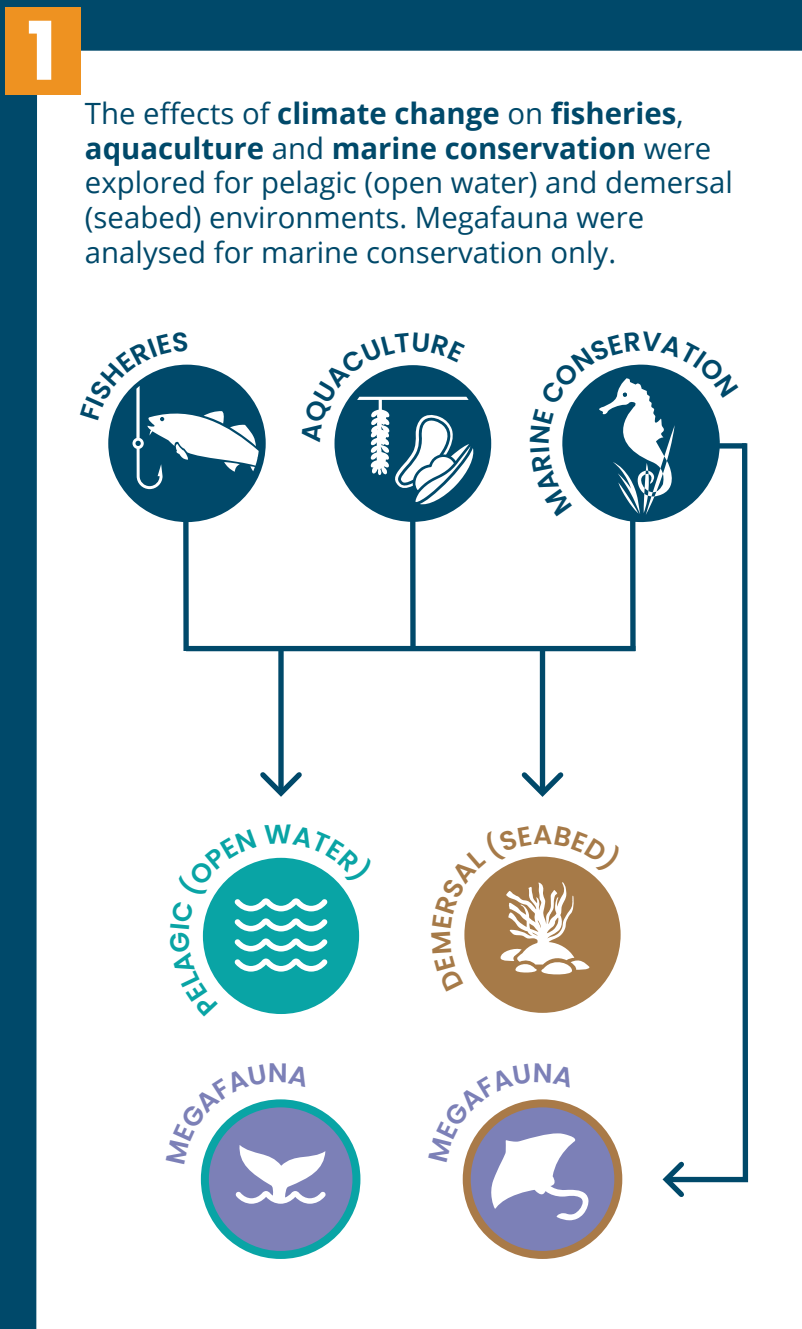 1
The effects of climate change on fisheries,
aquaculture and marine conservation were
explored for pelagic (open water) and demersal
(seabed) environments. Megafauna were
analysed for marine conservation only.
FISHERIES
AQUACULTURE
MARINE CONSERVATION
PELAGIC (OPEN WATER)
DEMERSAL (SEABED)
MEGAFAUNA
MEGAFAUNA